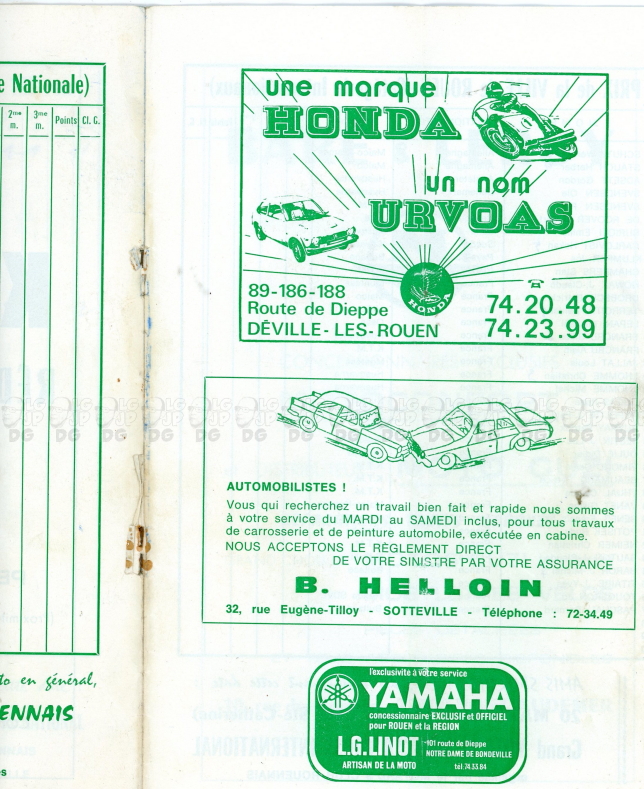 e Nationale)
2me m.
3me m.
Points
Cl. G.
to en général,
ENNAIS
s
une marque
HONDA
un nom
URVOAS
HONDA
89-186-188
Route de Dieppe
DÉVILLE-LES-ROUEN
74.20.48
74.23.99
AUTOMOBILISTES !
Vous qui recherchez un travail bien fait et rapide nous sommes
à votre service du MARDI au SAMEDI inclus, pour tous travaux
de carrosserie et de peinture automobile, exécutée en cabine.
NOUS ACCEPTONS LE RÈGLEMENT DIRECT
DE VOTRE SINISTRE PAR VOTRE ASSURANCE
B. HELLOIN
32, rue Eugène-Tilloy - SOTTEVILLE - Téléphone : 72-34.49
l'exclusivité à votre service
YAMAHA
concessionnaire EXCLUSIF et OFFICIEL
pour ROUEN et la REGION
L.G.LINOT
ARTISAN DE LA MOTO
101 route de Dieppe
NOTRE DAME DE BONDEVILLE
tél: 74.33.84